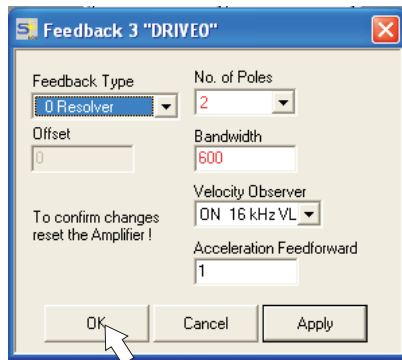 Feedback 3 "DRIVE0"
Feedback Type
0 Resolver
Offset
0
To confirm changes
reset the Amplifier !
No. of Poles
2
Bandwidth
600
Velocity Observer
ON 16 kHz VL
Acceleration Feedforward
1
OK
Cancel
Apply